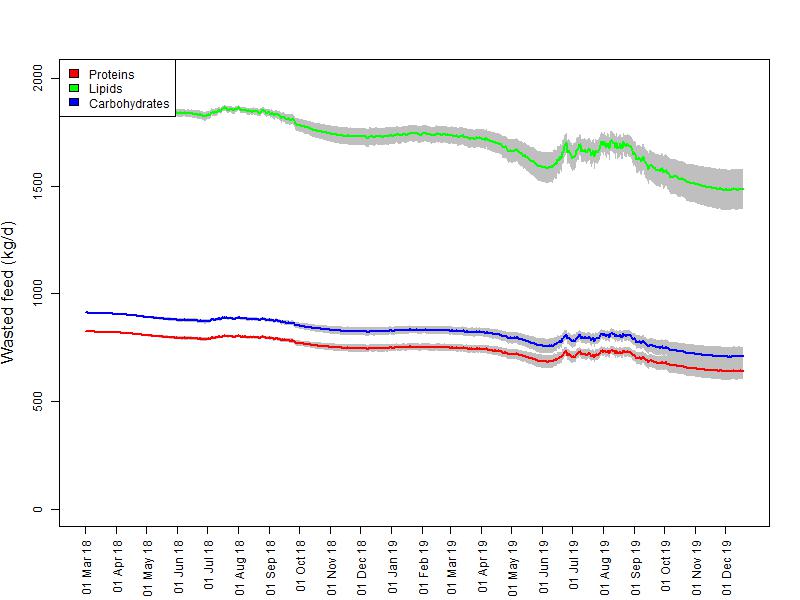 Proteins
Lipids
Carbohydrates
Wasted feed (kg/d)
2000
1500
1000
500
0
01 Mar 18
01 Apr 18
01 May 18
01 Jun 18
01 Jul 18
01 Aug 18
01 Sep 18
01 Oct 18
01 Nov 18
01 Dec 18
01 Jan 19
01 Feb 19
01 Mar 19
01 Apr 19
01 May 19
01 Jun 19
01 Jul 19
01 Aug 19
01 Sep 19
01 Oct 19
01 Nov 19
01 Dec 19